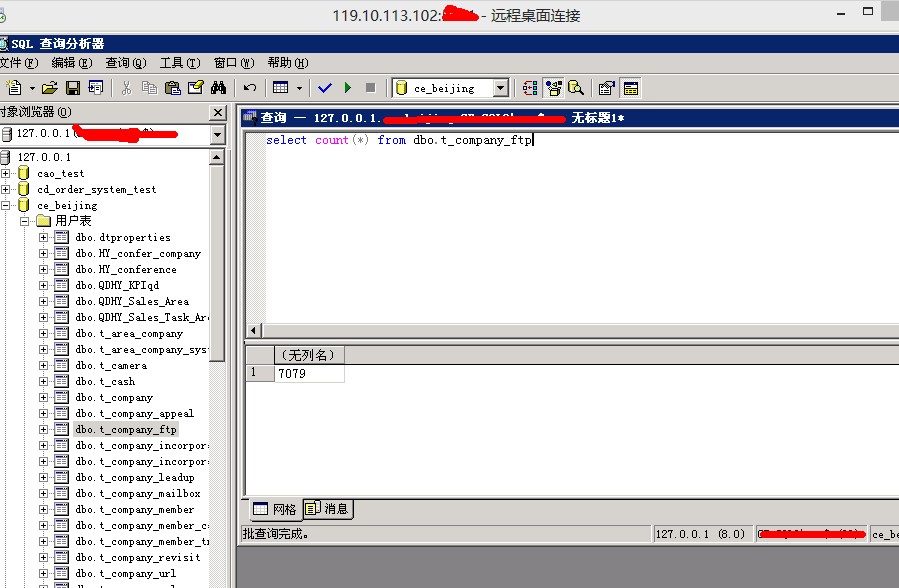 119.10.113.102: - 远程桌面连接
SQL 查询分析器
文件(F) 编辑(E) 查询(Q) 工具(T) 窗口(W) 帮助(H)
ce_beijing
对象浏览器(O)
查询 — 127.0.0.1. 无标题1*
127.0.0.1
select count(*) from dbo.t_company_ftp
127.0.0.1
cao_test
cd_order_system_test
ce_beijing
用户表
dbo.dtproperties
dbo.HY_confer_company
dbo.HY_conference
dbo.QDHY_KPIqd
dbo.QDHY_Sales_Area
dbo.QDHY_Sales_Task_Ar
dbo.t_area_company
dbo.t_area_company_sys
dbo.t_camera
dbo.t_cash
dbo.t_company
dbo.t_company_appeal
dbo.t_company_ftp
dbo.t_company_incorpor
dbo.t_company_incorpor
dbo.t_company_leadup
dbo.t_company_mailbox
dbo.t_company_member
dbo.t_company_member_c
dbo.t_company_member_t
dbo.t_company_revisit
dbo.t_company_url
(无列名)
1 7079
网格 消息
批查询完成。 127.0.0.1 (8.0) ce_be